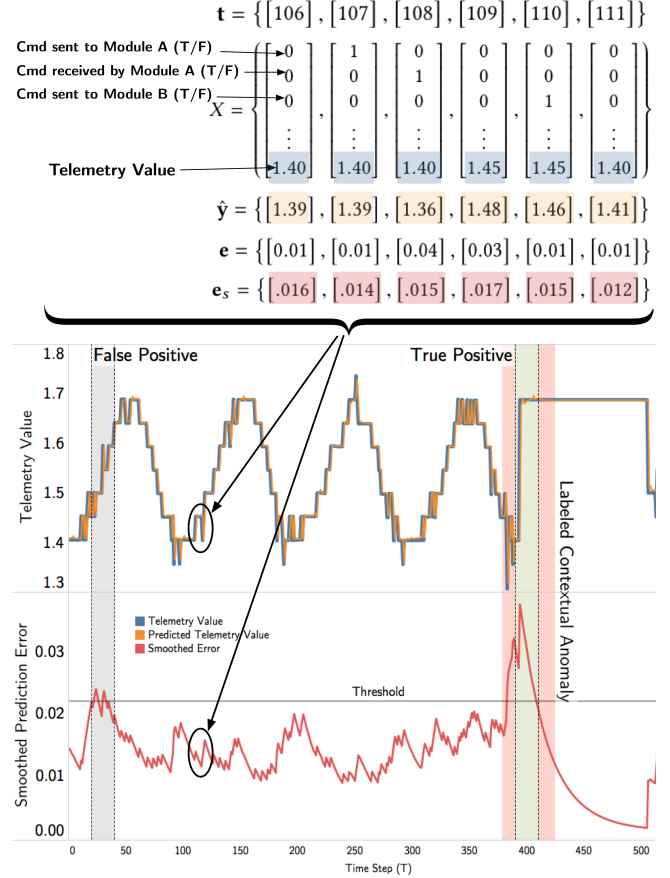 t = {[106] , [107] , [108] , [109] , [110] , [111]}
Cmd sent to Module A (T/F)
Cmd received by Module A (T/F)
Cmd sent to Module B (T/F)
Telemetry Value
X =
0 , 1 , 0 , 0 , 0 , 0
0 , 0 , 1 , 0 , 0 , 0
0 , 0 , 0 , 0 , 1 , 0
⋮ ⋮ ⋮ ⋮ ⋮ ⋮
1.40 1.40 1.40 1.45 1.45 1.40
ŷ = {[1.39] , [1.39] , [1.36] , [1.48] , [1.46] , [1.41]}
e = {[0.01] , [0.01] , [0.04] , [0.03] , [0.01] , [0.01]}
eₛ = {[.016] , [.014] , [.015] , [.017] , [.015] , [.012]}
False Positive
True Positive
Telemetry Value
1.8
1.7
1.6
1.5
1.4
1.3
Labeled Contextual Anomaly
Telemetry Value
Predicted Telemetry Value
Smoothed Error
Threshold
Smoothed Prediction Error
0.03
0.02
0.01
0.00
0 50 100 150 200 250 300 350 400 450 500
Time Step (T)